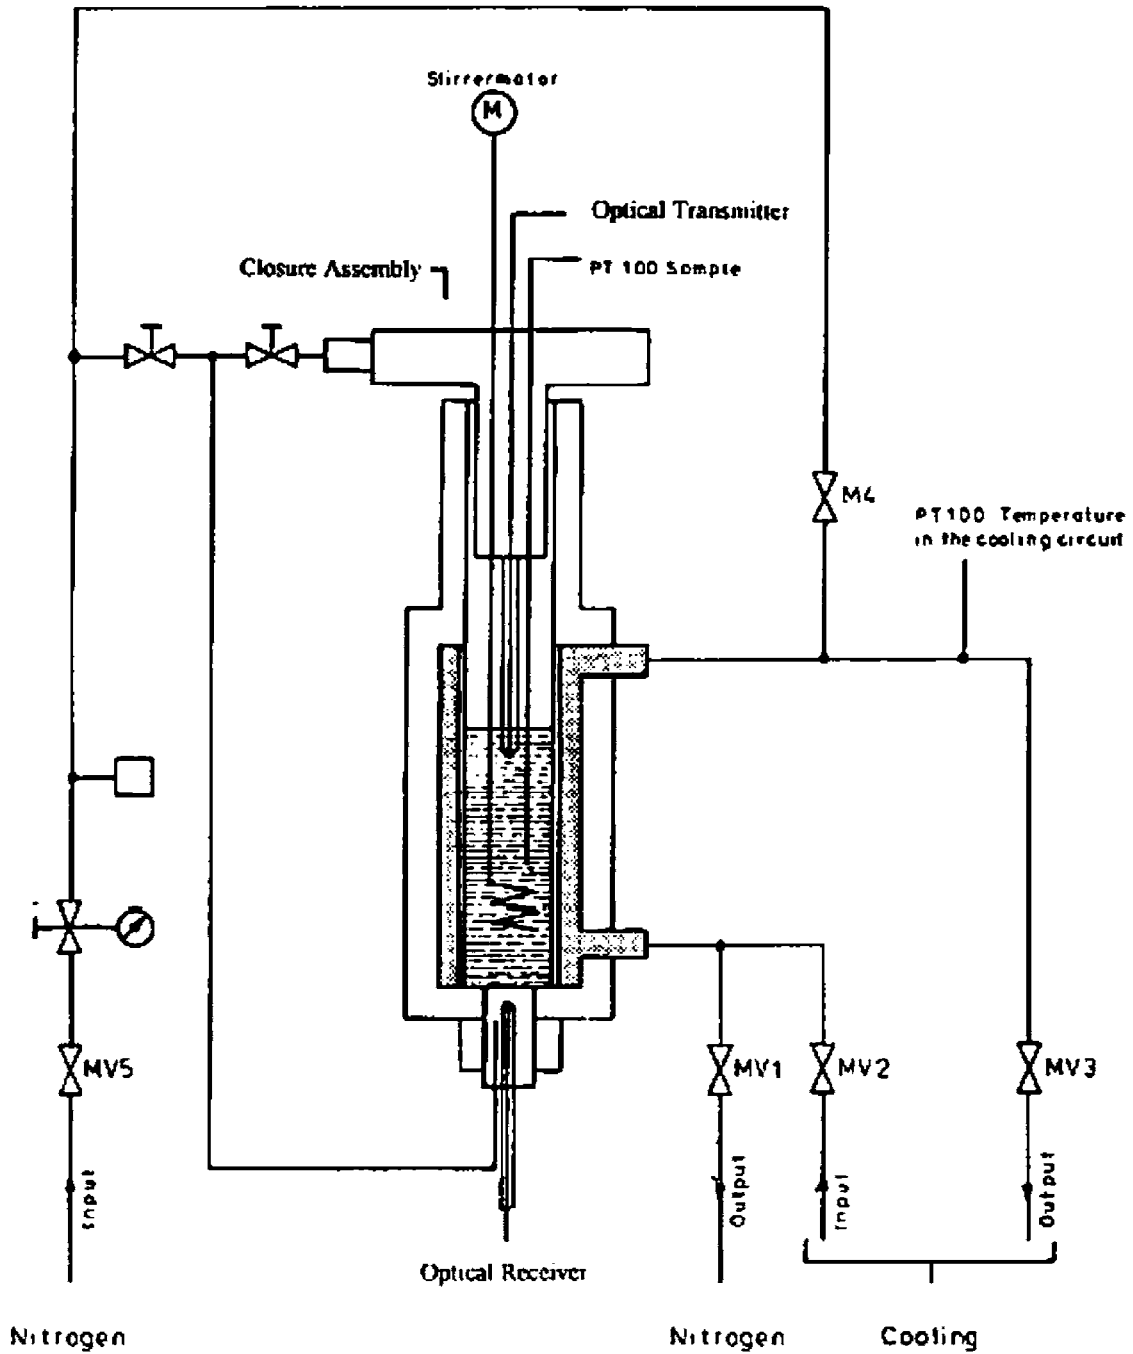 Stirrermotor
M
Optical Transmitter
Closure Assembly
PT 100 Sample
M4
PT100 Temperature
in the cooling circuit
MV5
MV1
MV2
MV3
Input
Output
Input
Output
Optical Receiver
Nitrogen
Nitrogen
Cooling